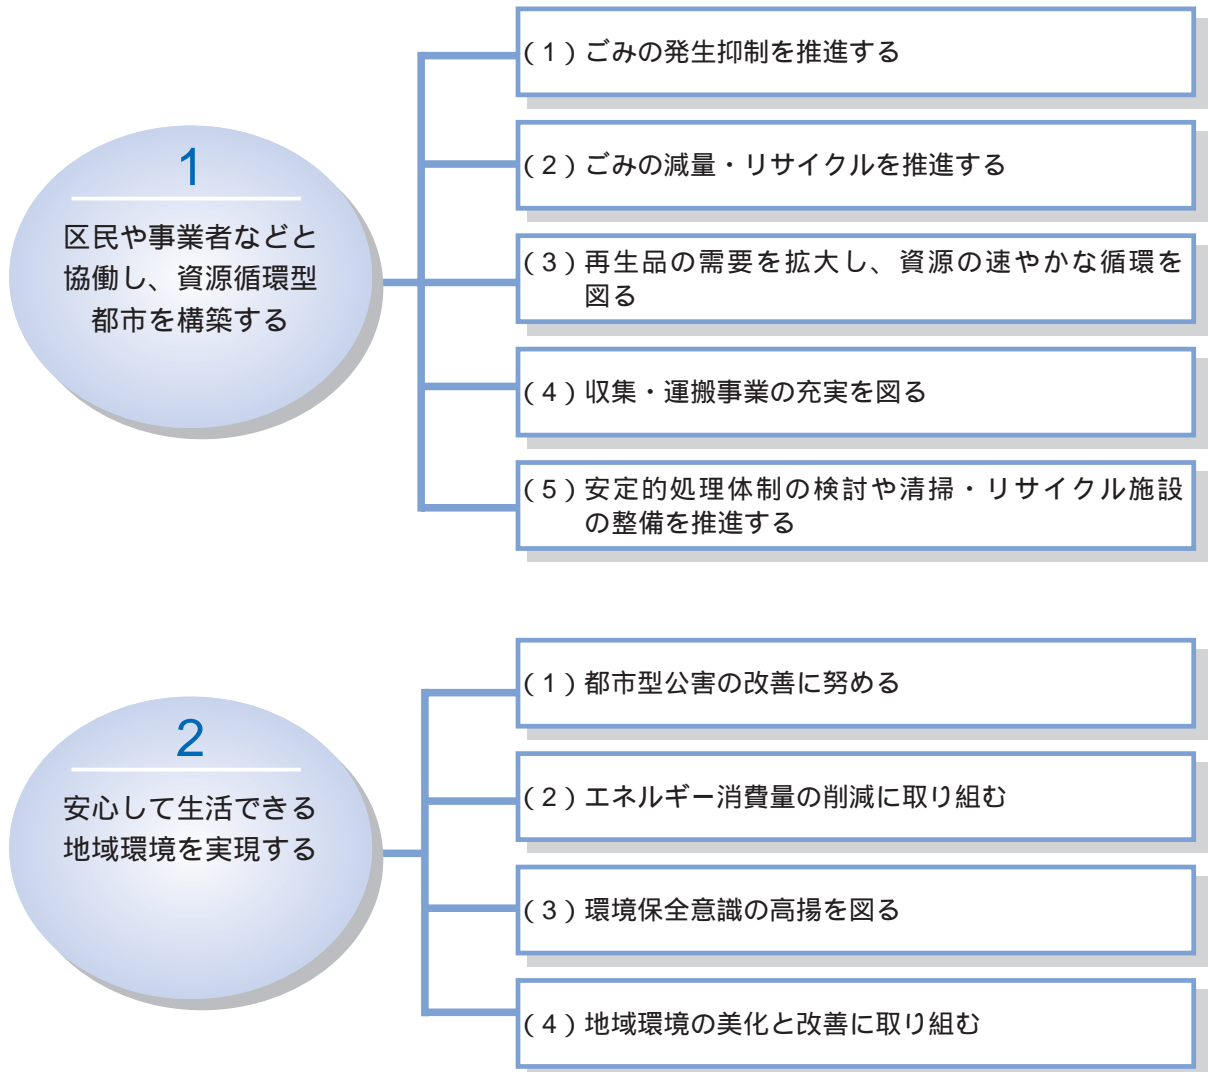 1
区民や事業者などと
協働し、資源循環型
都市を構築する
(1)ごみの発生抑制を推進する
(2)ごみの減量・リサイクルを推進する
(3)再生品の需要を拡大し、資源の速やかな循環を
図る
(4)収集・運搬事業の充実を図る
(5)安定的処理体制の検討や清掃・リサイクル施設
の整備を推進する
2
安心して生活できる
地域環境を実現する
(1)都市型公害の改善に努める
(2)エネルギー消費量の削減に取り組む
(3)環境保全意識の高揚を図る
(4)地域環境の美化と改善に取り組む